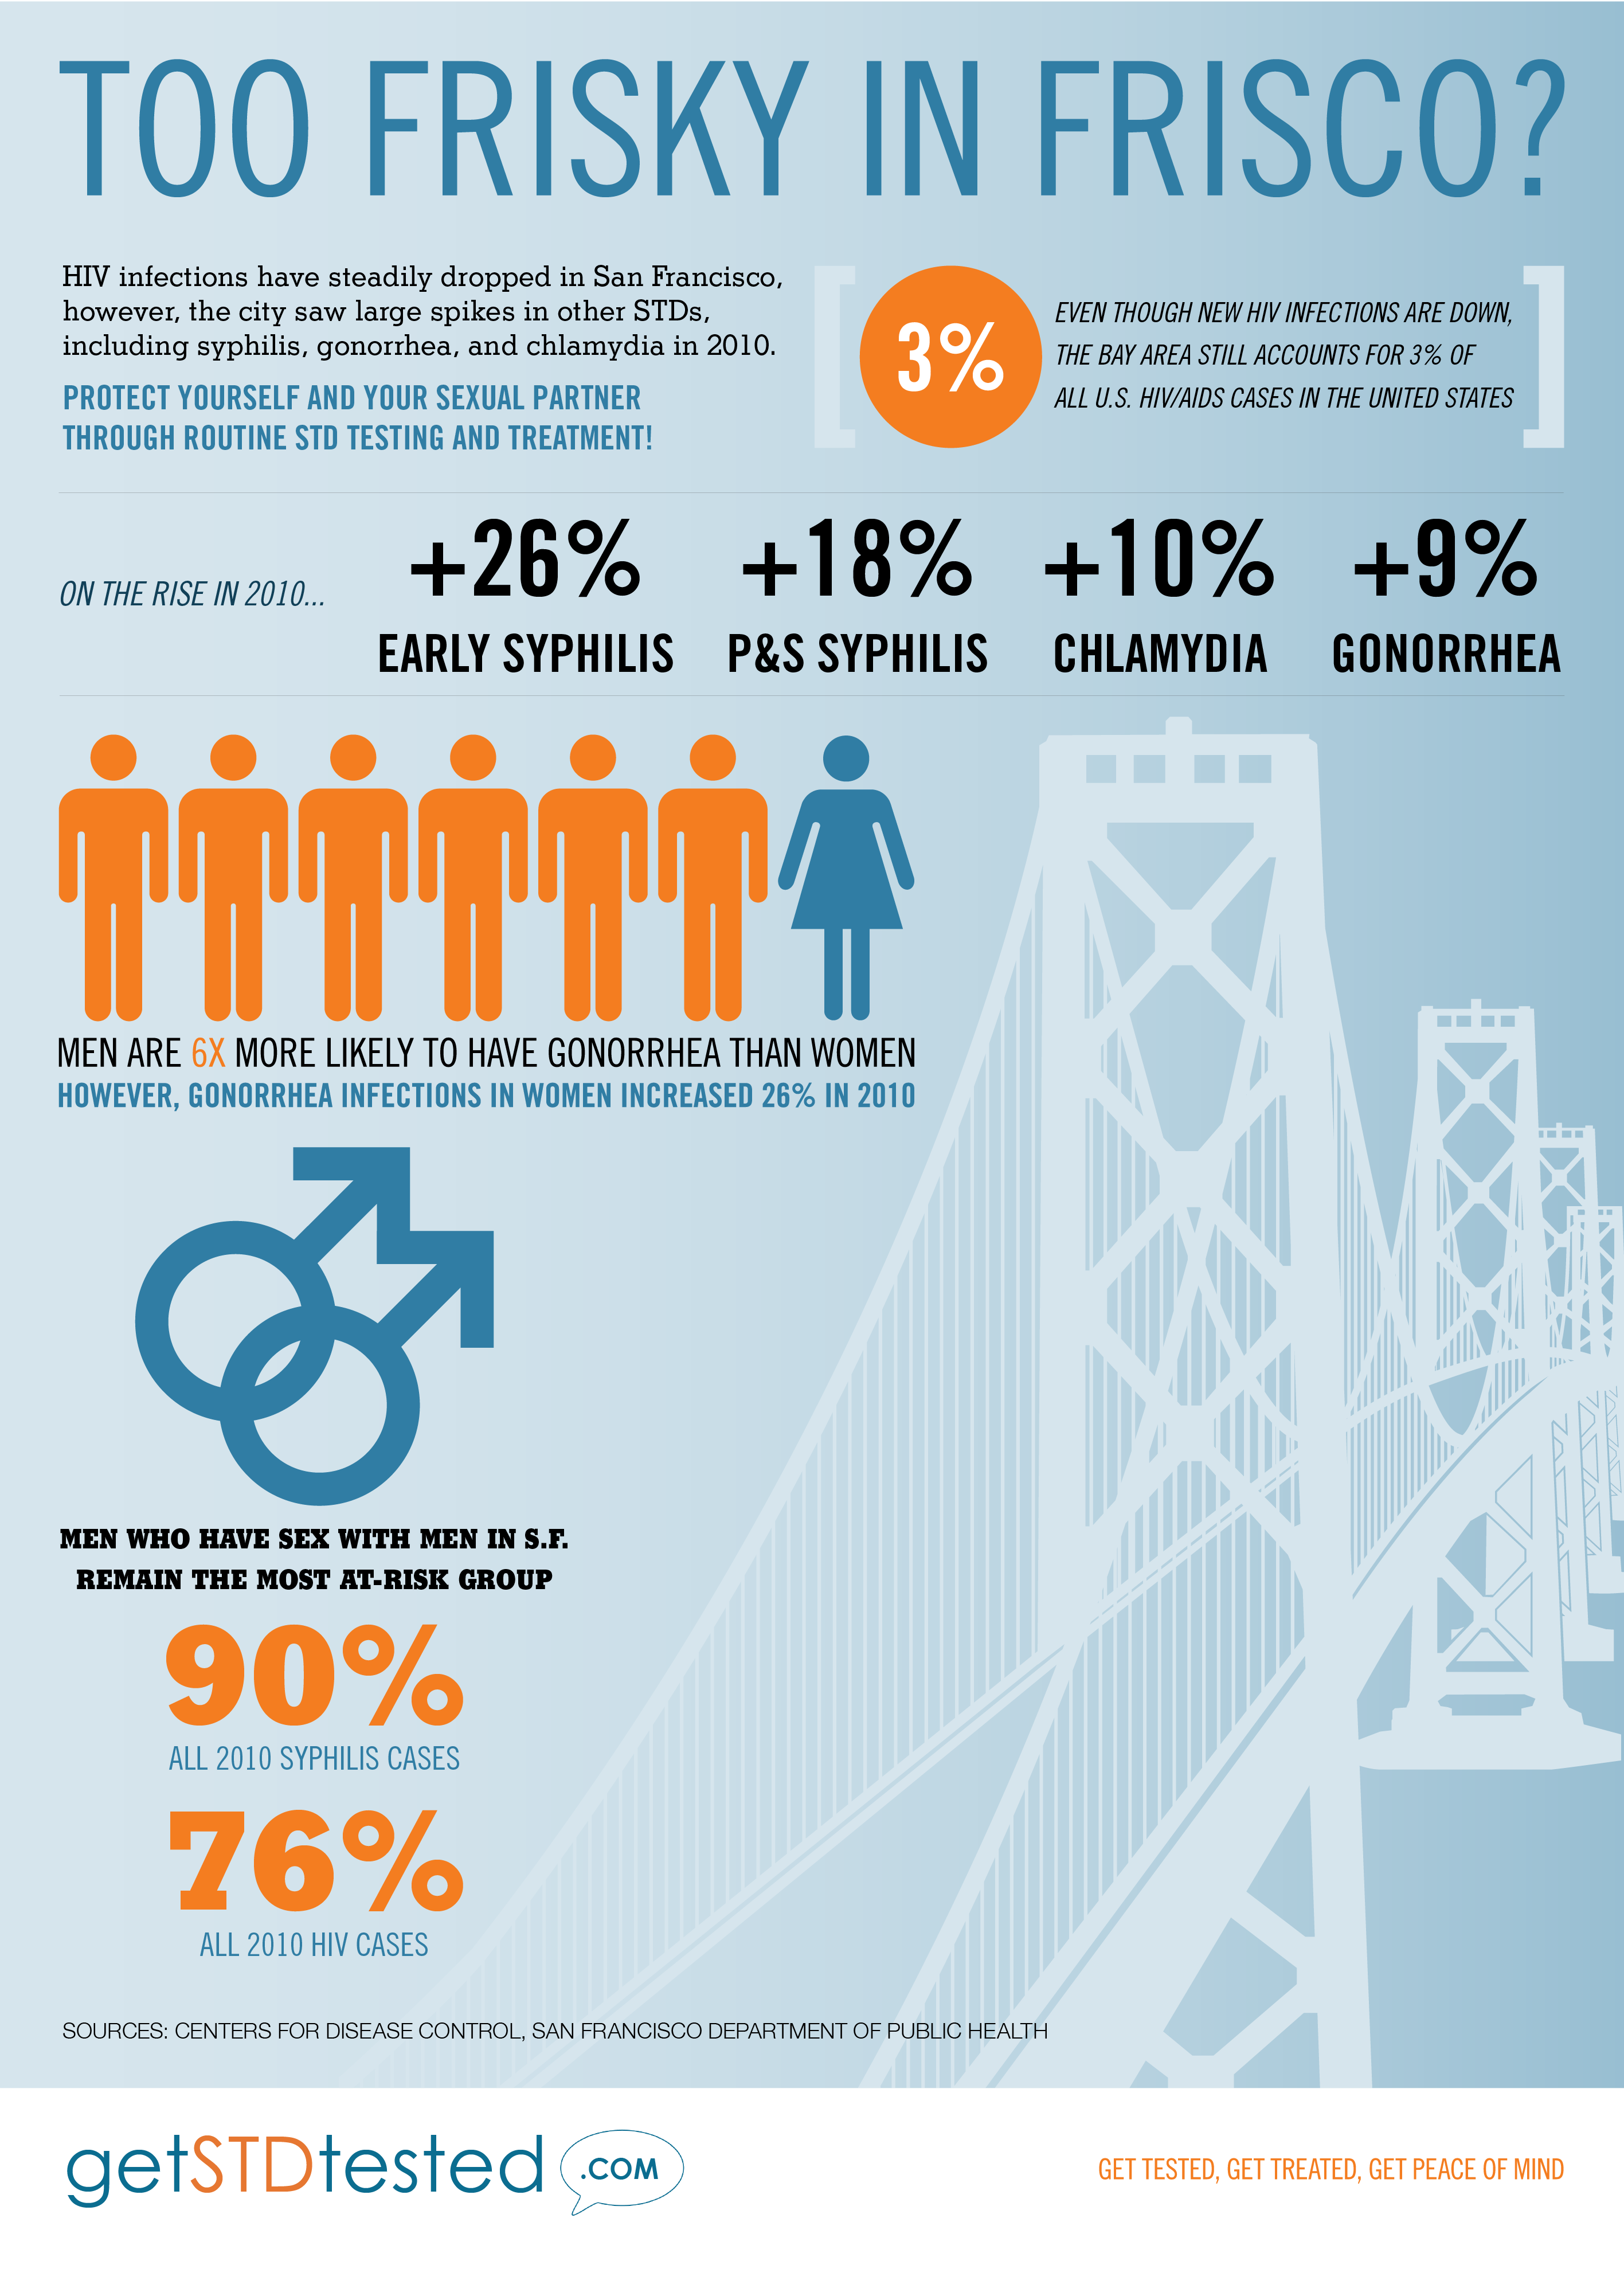 TOO FRISKY IN FRISCO?
HIV infections have steadily dropped in San Francisco,
however, the city saw large spikes in other STDs,
including syphilis, gonorrhea, and chlamydia in 2010.
PROTECT YOURSELF AND YOUR SEXUAL PARTNER
THROUGH ROUTINE STD TESTING AND TREATMENT!
3%
EVEN THOUGH NEW HIV INFECTIONS ARE DOWN,
THE BAY AREA STILL ACCOUNTS FOR 3% OF
ALL U.S. HIV/AIDS CASES IN THE UNITED STATES
ON THE RISE IN 2010...
+26%
EARLY SYPHILIS
+18%
P&S SYPHILIS
+10%
CHLAMYDIA
+9%
GONORRHEA
MEN ARE 6X MORE LIKELY TO HAVE GONORRHEA THAN WOMEN
HOWEVER, GONORRHEA INFECTIONS IN WOMEN INCREASED 26% IN 2010
MEN WHO HAVE SEX WITH MEN IN S.F.
REMAIN THE MOST AT-RISK GROUP
90%
ALL 2010 SYPHILIS CASES
76%
ALL 2010 HIV CASES
SOURCES: CENTERS FOR DISEASE CONTROL, SAN FRANCISCO DEPARTMENT OF PUBLIC HEALTH
getSTDtested .COM
GET TESTED, GET TREATED, GET PEACE OF MIND